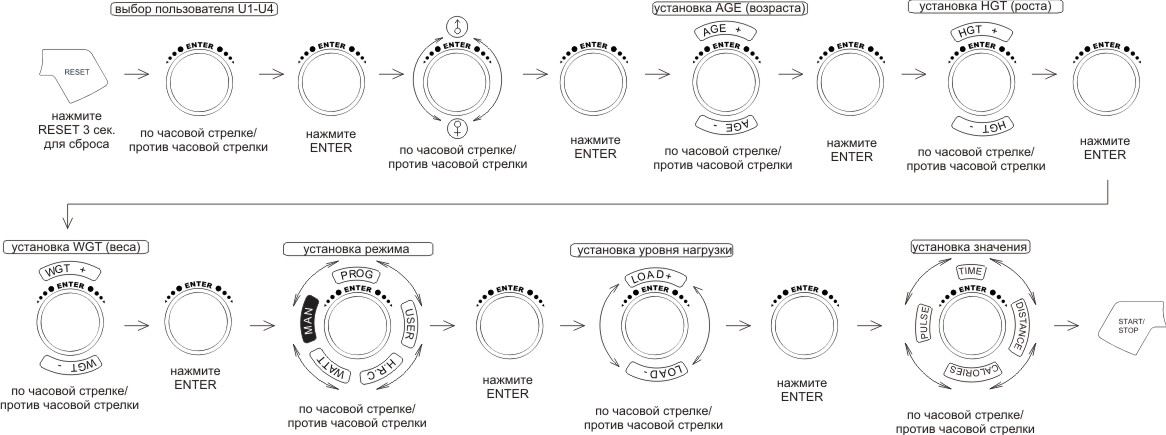 выбор пользователя U1-U4
RESET
нажмите
RESET 3 сек.
для сброса
ENTER
по часовой стрелке/
против часовой стрелки
ENTER
нажмите
ENTER
ENTER
по часовой стрелке/
против часовой стрелки
ENTER
нажмите
ENTER
установка AGE (возраста)
AGE +
ENTER
AGE -
по часовой стрелке/
против часовой стрелки
ENTER
нажмите
ENTER
установка HGT (роста)
HGT +
ENTER
HGT -
по часовой стрелке/
против часовой стрелки
ENTER
нажмите
ENTER
установка WGT (веса)
WGT +
ENTER
WGT -
по часовой стрелке/
против часовой стрелки
ENTER
нажмите
ENTER
установка режима
PROG
ENTER
MAN
USER
WATT
H.R.C
по часовой стрелке/
против часовой стрелки
ENTER
нажмите
ENTER
установка уровня нагрузки
LOAD+
ENTER
LOAD-
по часовой стрелке/
против часовой стрелки
ENTER
нажмите
ENTER
установка значения
TIME
ENTER
PULSE
DISTANCE
CALORIES
по часовой стрелке/
против часовой стрелки
START/
STOP